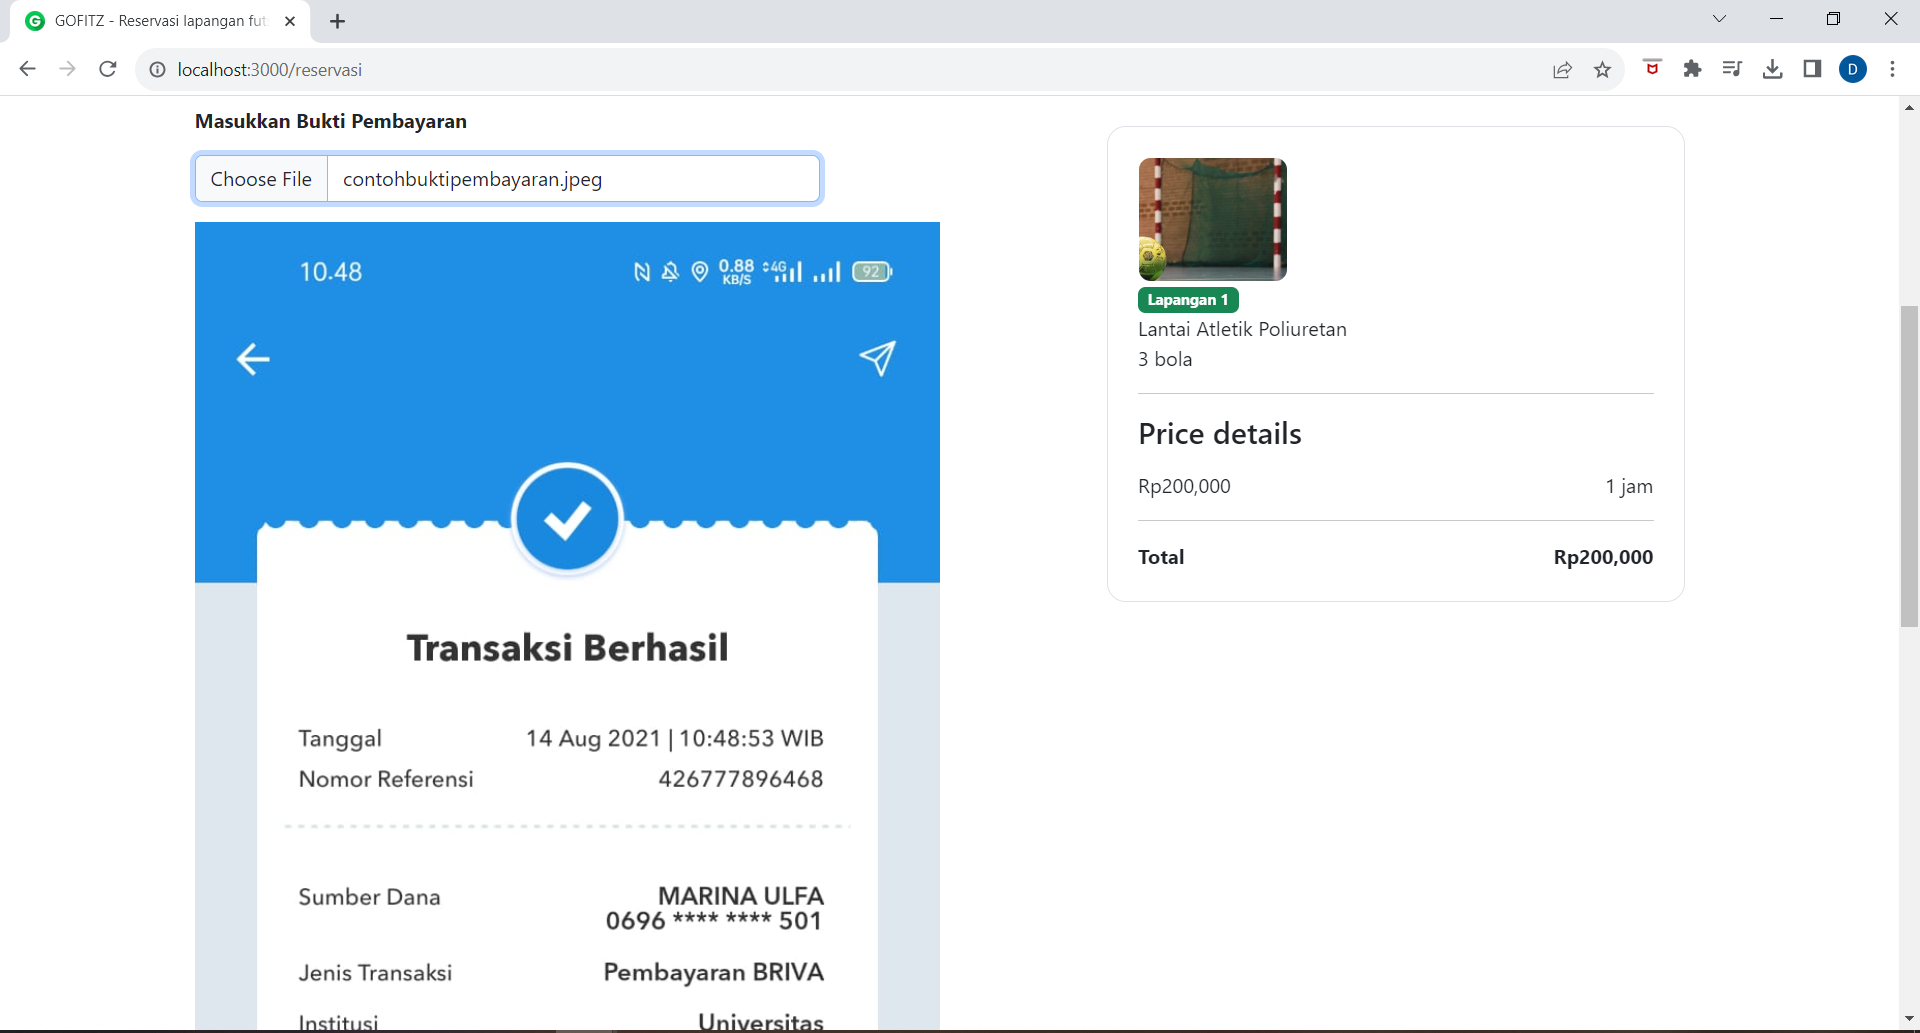 GOFITZ - Reservasi lapangan fut
localhost:3000/reservasi
D
Masukkan Bukti Pembayaran
Choose File contohbuktipembayaran.jpeg
10.48 0.88 KB/S 4G 92
Transaksi Berhasil
Tanggal 14 Aug 2021 | 10:48:53 WIB
Nomor Referensi 426777896468
Sumber Dana MARINA ULFA
0696 **** **** 501
Jenis Transaksi Pembayaran BRIVA
Institusi Universitas
Lapangan 1
Lantai Atletik Poliuretan
3 bola
Price details
Rp200,000 1 jam
Total Rp200,000